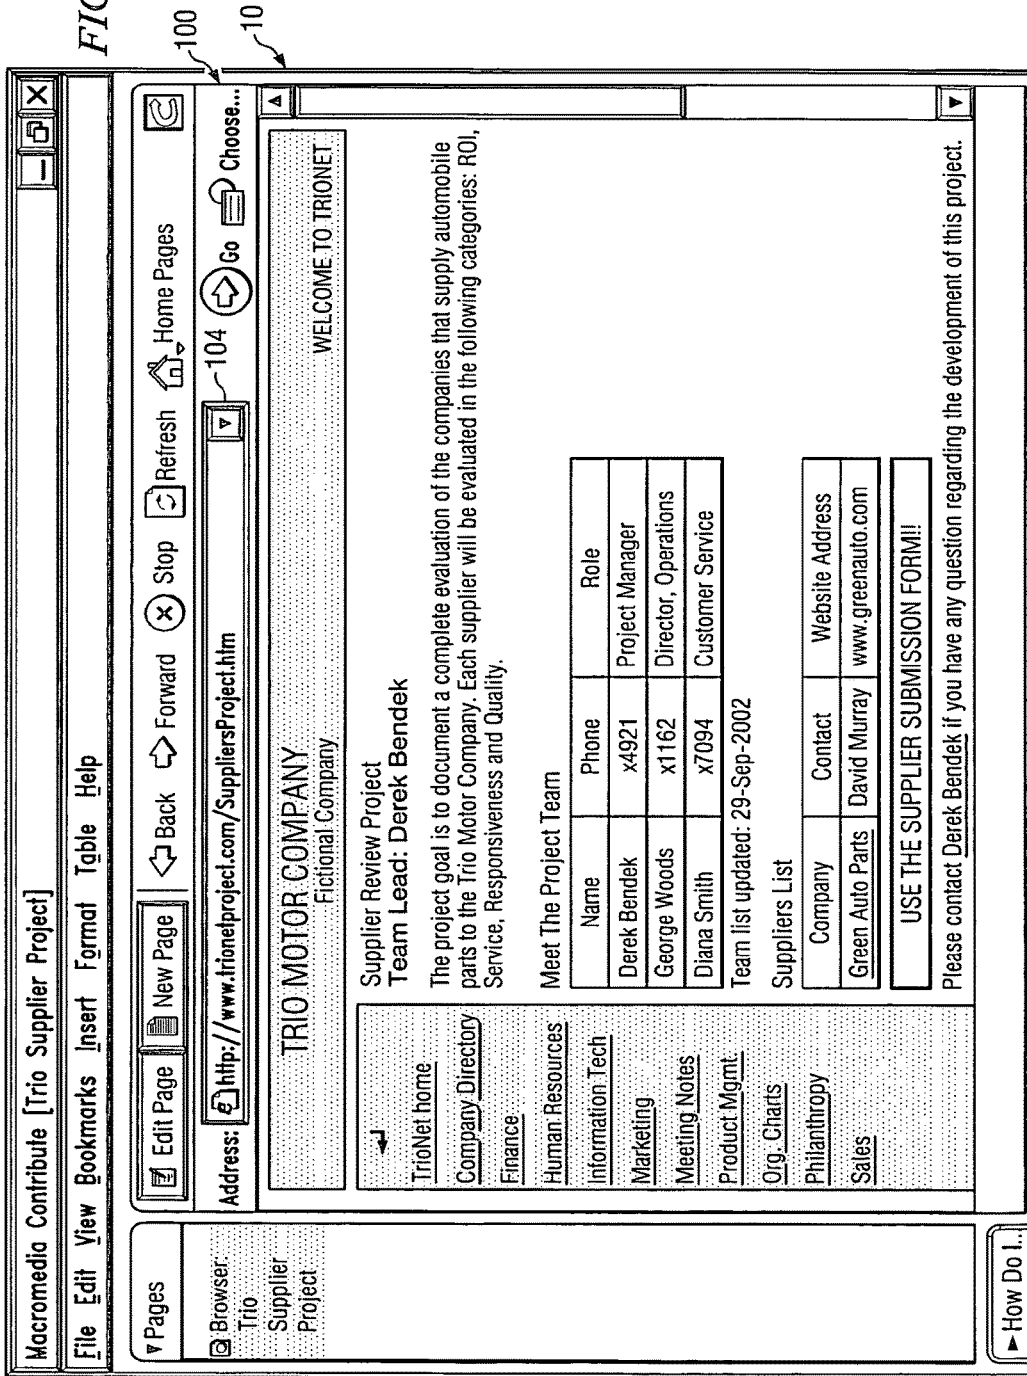 FIG
Macromedia Contribute [Trio Supplier Project]
File Edit View Bookmarks Insert Format Table Help
Pages
Edit Page New Page Back Forward Stop Refresh Home Pages
100
Address: http://www.trionetproject.com/SuppliersProject.htm 104 Go Choose...
10
Browser:
Trio
Supplier
Project
TRIO MOTOR COMPANY
Fictional Company
WELCOME TO TRIONET
TrioNet home
Company Directory
Finance
Human Resources
Information Tech
Marketing
Meeting Notes
Product Mgmt.
Org. Charts
Philanthropy
Sales
Supplier Review Project
Team Lead: Derek Bendek
The project goal is to document a complete evaluation of the companies that supply automobile
parts to the Trio Motor Company. Each supplier will be evaluated in the following categories: ROI,
Service, Responsiveness and Quality.
Meet The Project Team
Name Phone Role
Derek Bendek x4921 Project Manager
George Woods x1162 Director, Operations
Diana Smith x7094 Customer Service
Team list updated: 29-Sep-2002
Suppliers List
Company Contact Website Address
Green Auto Parts David Murray www.greenauto.com
USE THE SUPPLIER SUBMISSION FORM!!
Please contact Derek Bendek if you have any question regarding the development of this project.
How Do I...